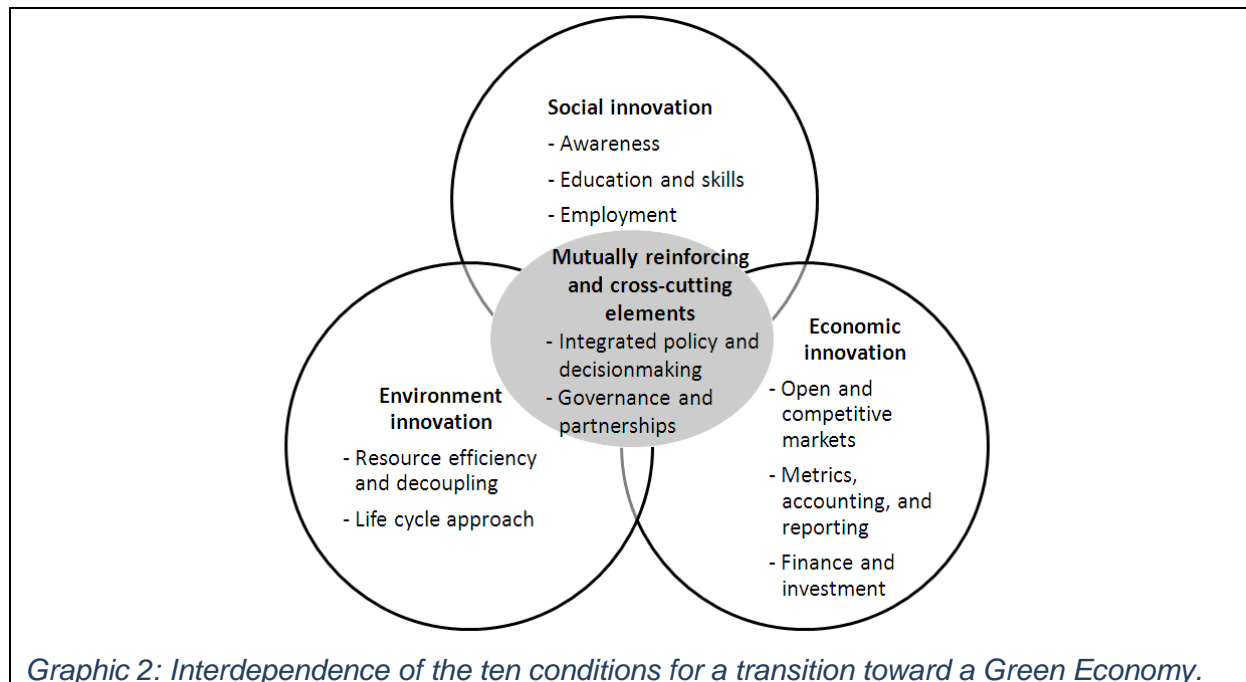 Social innovation
- Awareness
- Education and skills
- Employment
Mutually reinforcing
and cross-cutting
elements
- Integrated policy and
decisionmaking
- Governance and
partnerships
Environment
innovation
- Resource efficiency
and decoupling
- Life cycle approach
Economic
innovation
- Open and
competitive
markets
- Metrics,
accounting, and
reporting
- Finance and
investment
Graphic 2: Interdependence of the ten conditions for a transition toward a Green Economy.